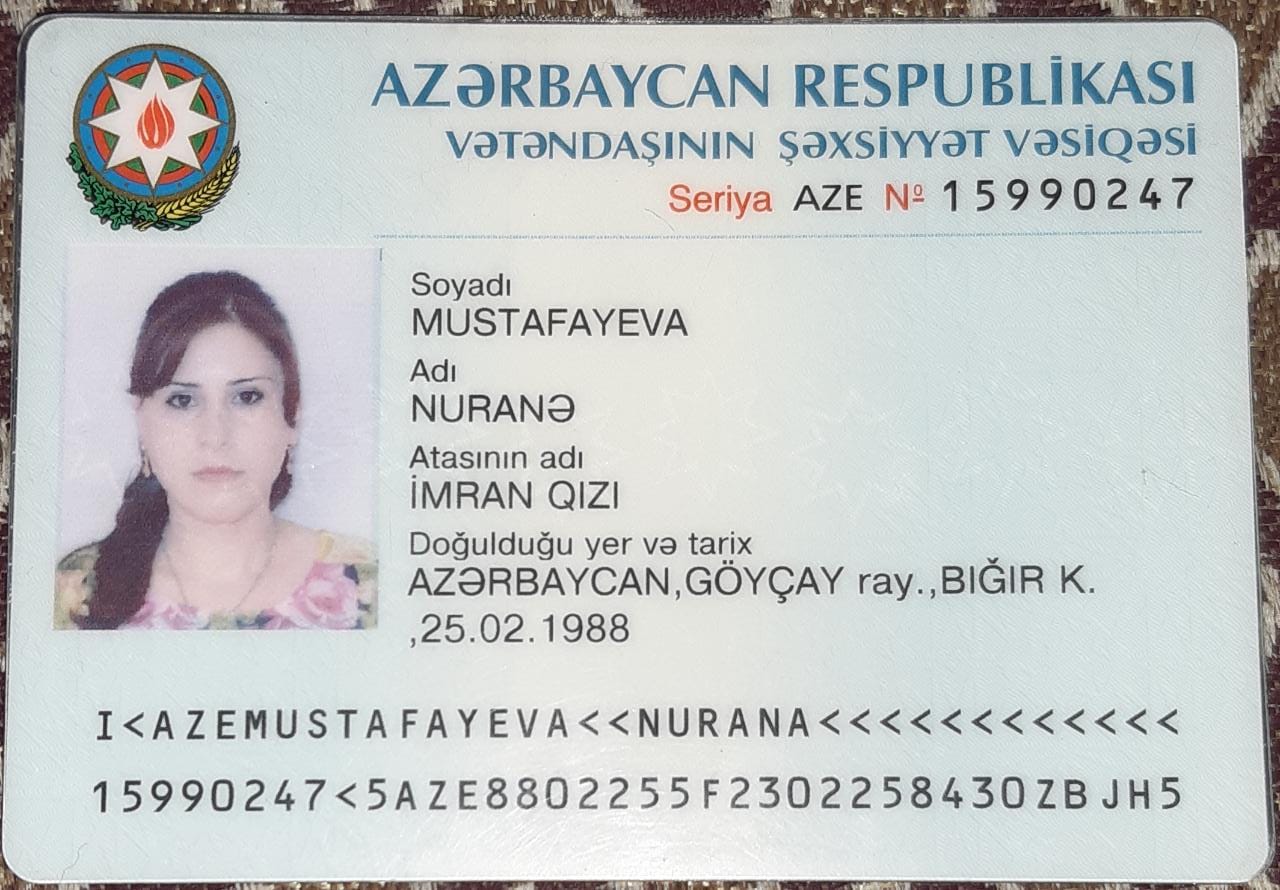 AZƏRBAYCAN RESPUBLİKASI
VƏTƏNDAŞININ ŞƏXSİYYƏT VƏSİQƏSİ
Seriya AZE № 15990247
Soyadı
MUSTAFAYEVA
Adı
NURANƏ
Atasının adı
İMRAN QIZI
Doğulduğu yer və tarix
AZƏRBAYCAN,GÖYÇAY ray.,BIĞIR K.
,25.02.1988
I<AZEMUSTAFAYEVA<<NURANA<<<<<<<<<<<<
15990247<5AZE8802255F2302258430ZBJH5